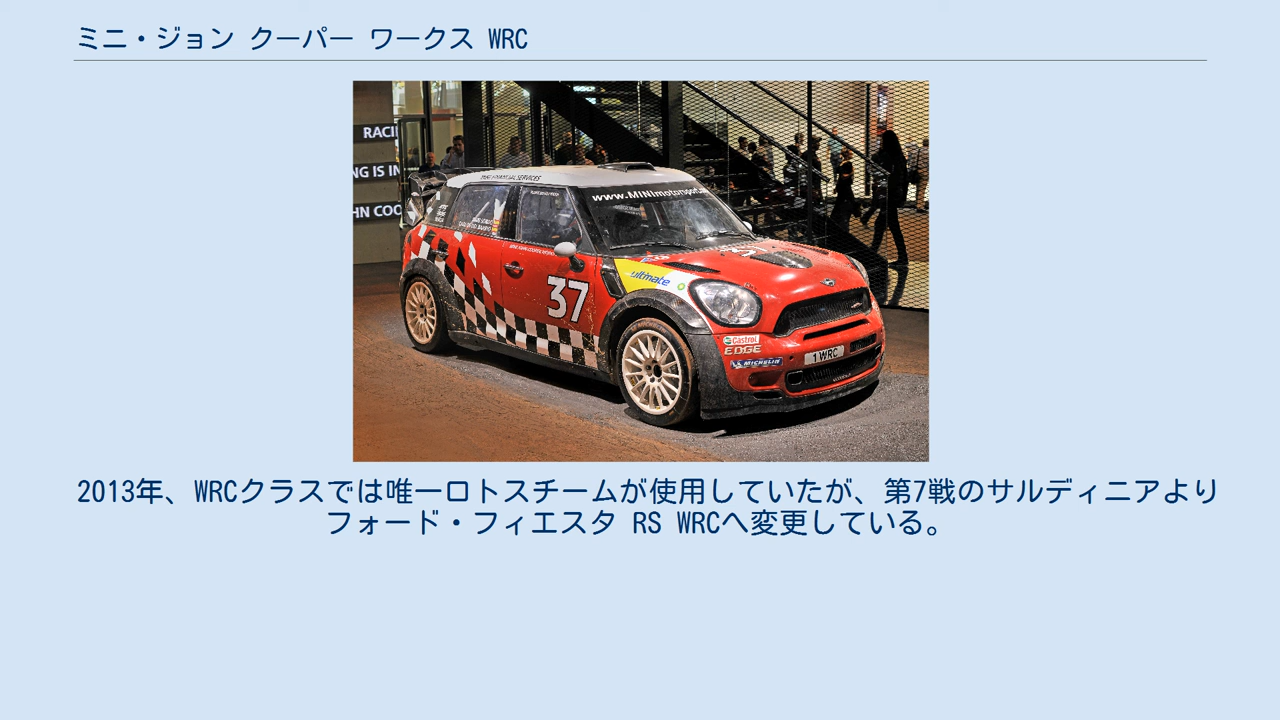 ミニ・ジョン クーパー ワークス WRC
RACI
NG IS IN
HN COO
www.MINImotorsport
37
ultimate
Castrol
EDGE
MICHELIN
1 WRC
2013年、WRCクラスでは唯一ロトスチームが使用していたが、第7戦のサルディニアより
フォード・フィエスタ RS WRCへ変更している。